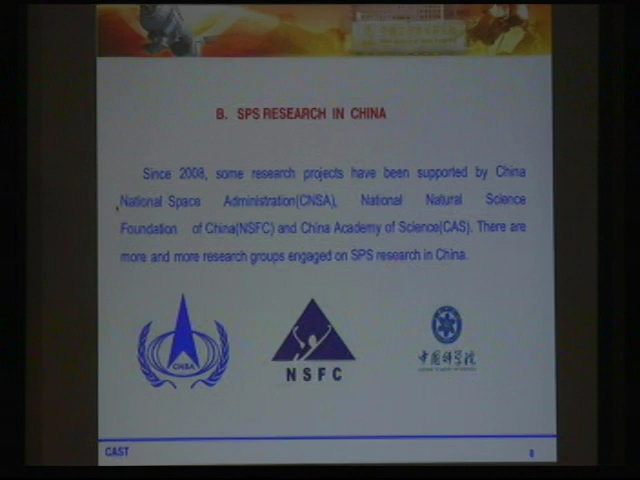 B. SPS RESEARCH IN CHINA
Since 2008, some research projects have been supported by China
National Space Administration(CNSA), National Natural Science
Foundation of China(NSFC) and China Academy of Science(CAS). There are
more and more research groups engaged on SPS research in China.
CNSA
NSFC
中国科学院
CAST
8